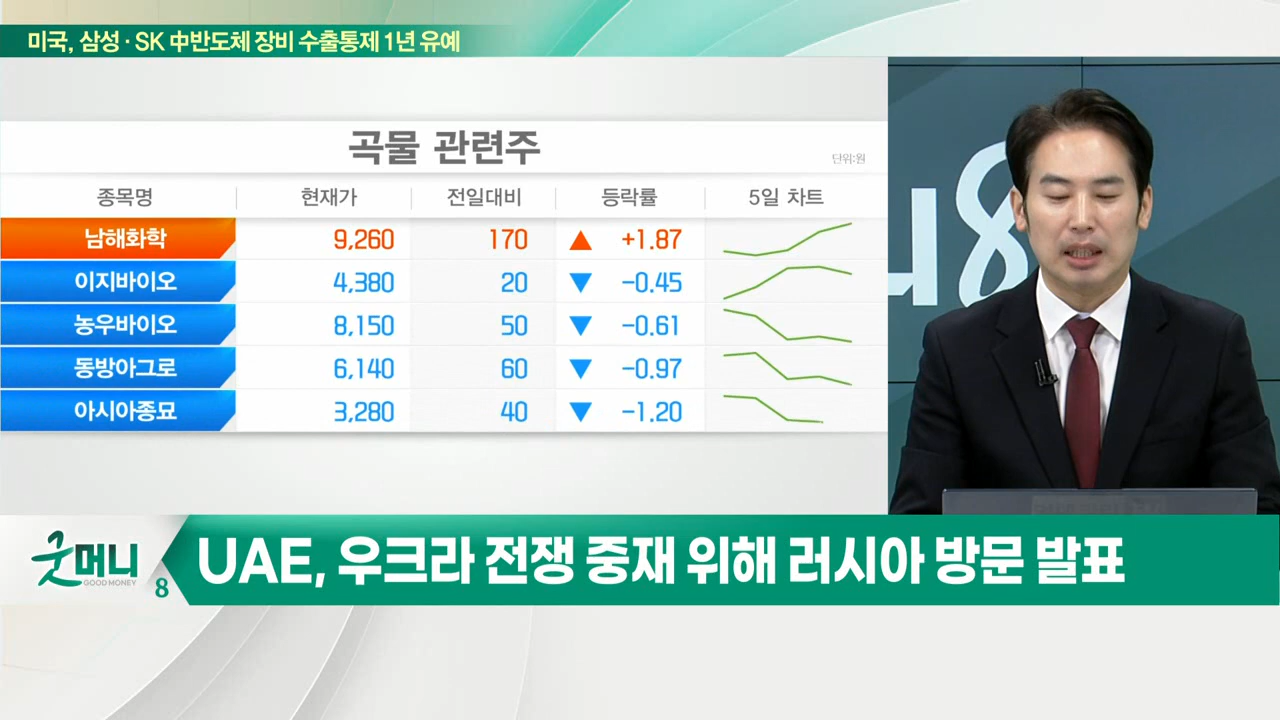 미국, 삼성·SK 中반도체 장비 수출통제 1년 유예
곡물 관련주
단위:원
종목명 현재가 전일대비 등락률 5일 차트
남해화학 9,260 170 ▲ +1.87
이지바이오 4,380 20 ▼ -0.45
농우바이오 8,150 50 ▼ -0.61
동방아그로 6,140 60 ▼ -0.97
아시아종묘 3,280 40 ▼ -1.20
8
굿머니
GOOD MONEY
8
UAE, 우크라 전쟁 중재 위해 러시아 방문 발표